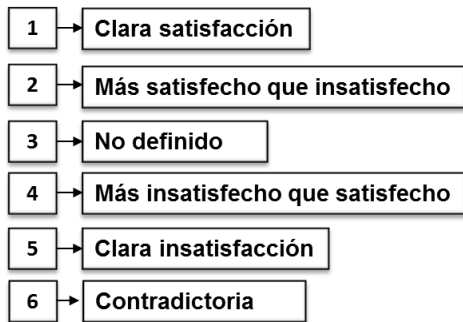 1 Clara satisfacción
2 Más satisfecho que insatisfecho
3 No definido
4 Más insatisfecho que satisfecho
5 Clara insatisfacción
6 Contradictoria